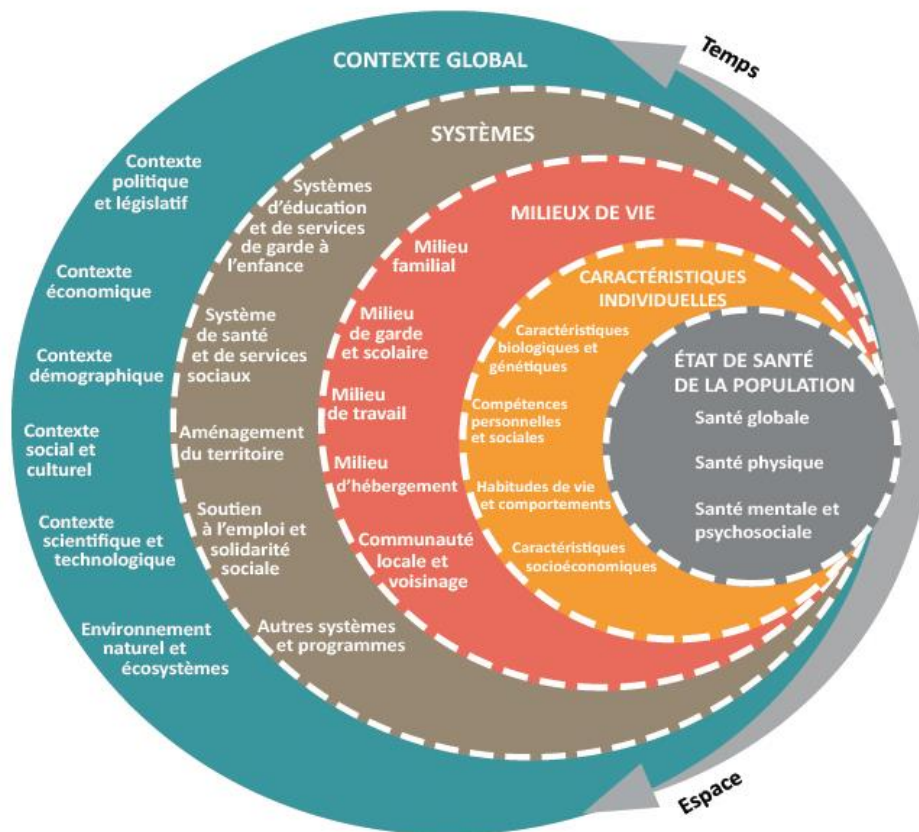 Temps
CONTEXTE GLOBAL
Contexte
politique
et législatif
Contexte
économique
Contexte
démographique
Contexte
social et
culturel
Contexte
scientifique et
technologique
Environnement
naturel et
écosystèmes
SYSTÈMES
Systèmes
d'éducation
et de services
de garde à
l'enfance
Système
de santé
et de services
sociaux
Aménagement
du territoire
Soutien
à l'emploi et
solidarité
sociale
Autres systèmes
et programmes
MILIEUX DE VIE
Milieu
familial
Milieu
de garde
et scolaire
Milieu
de travail
Milieu
d'hébergement
Communauté
locale et
voisinage
CARACTÉRISTIQUES
INDIVIDUELLES
Caractéristiques
biologiques et
génétiques
Compétences
personnelles
et sociales
Habitudes de vie
et comportements
Caractéristiques
socioéconomiques
ÉTAT DE SANTÉ
DE LA POPULATION
Santé globale
Santé physique
Santé mentale et
psychosociale
Espace